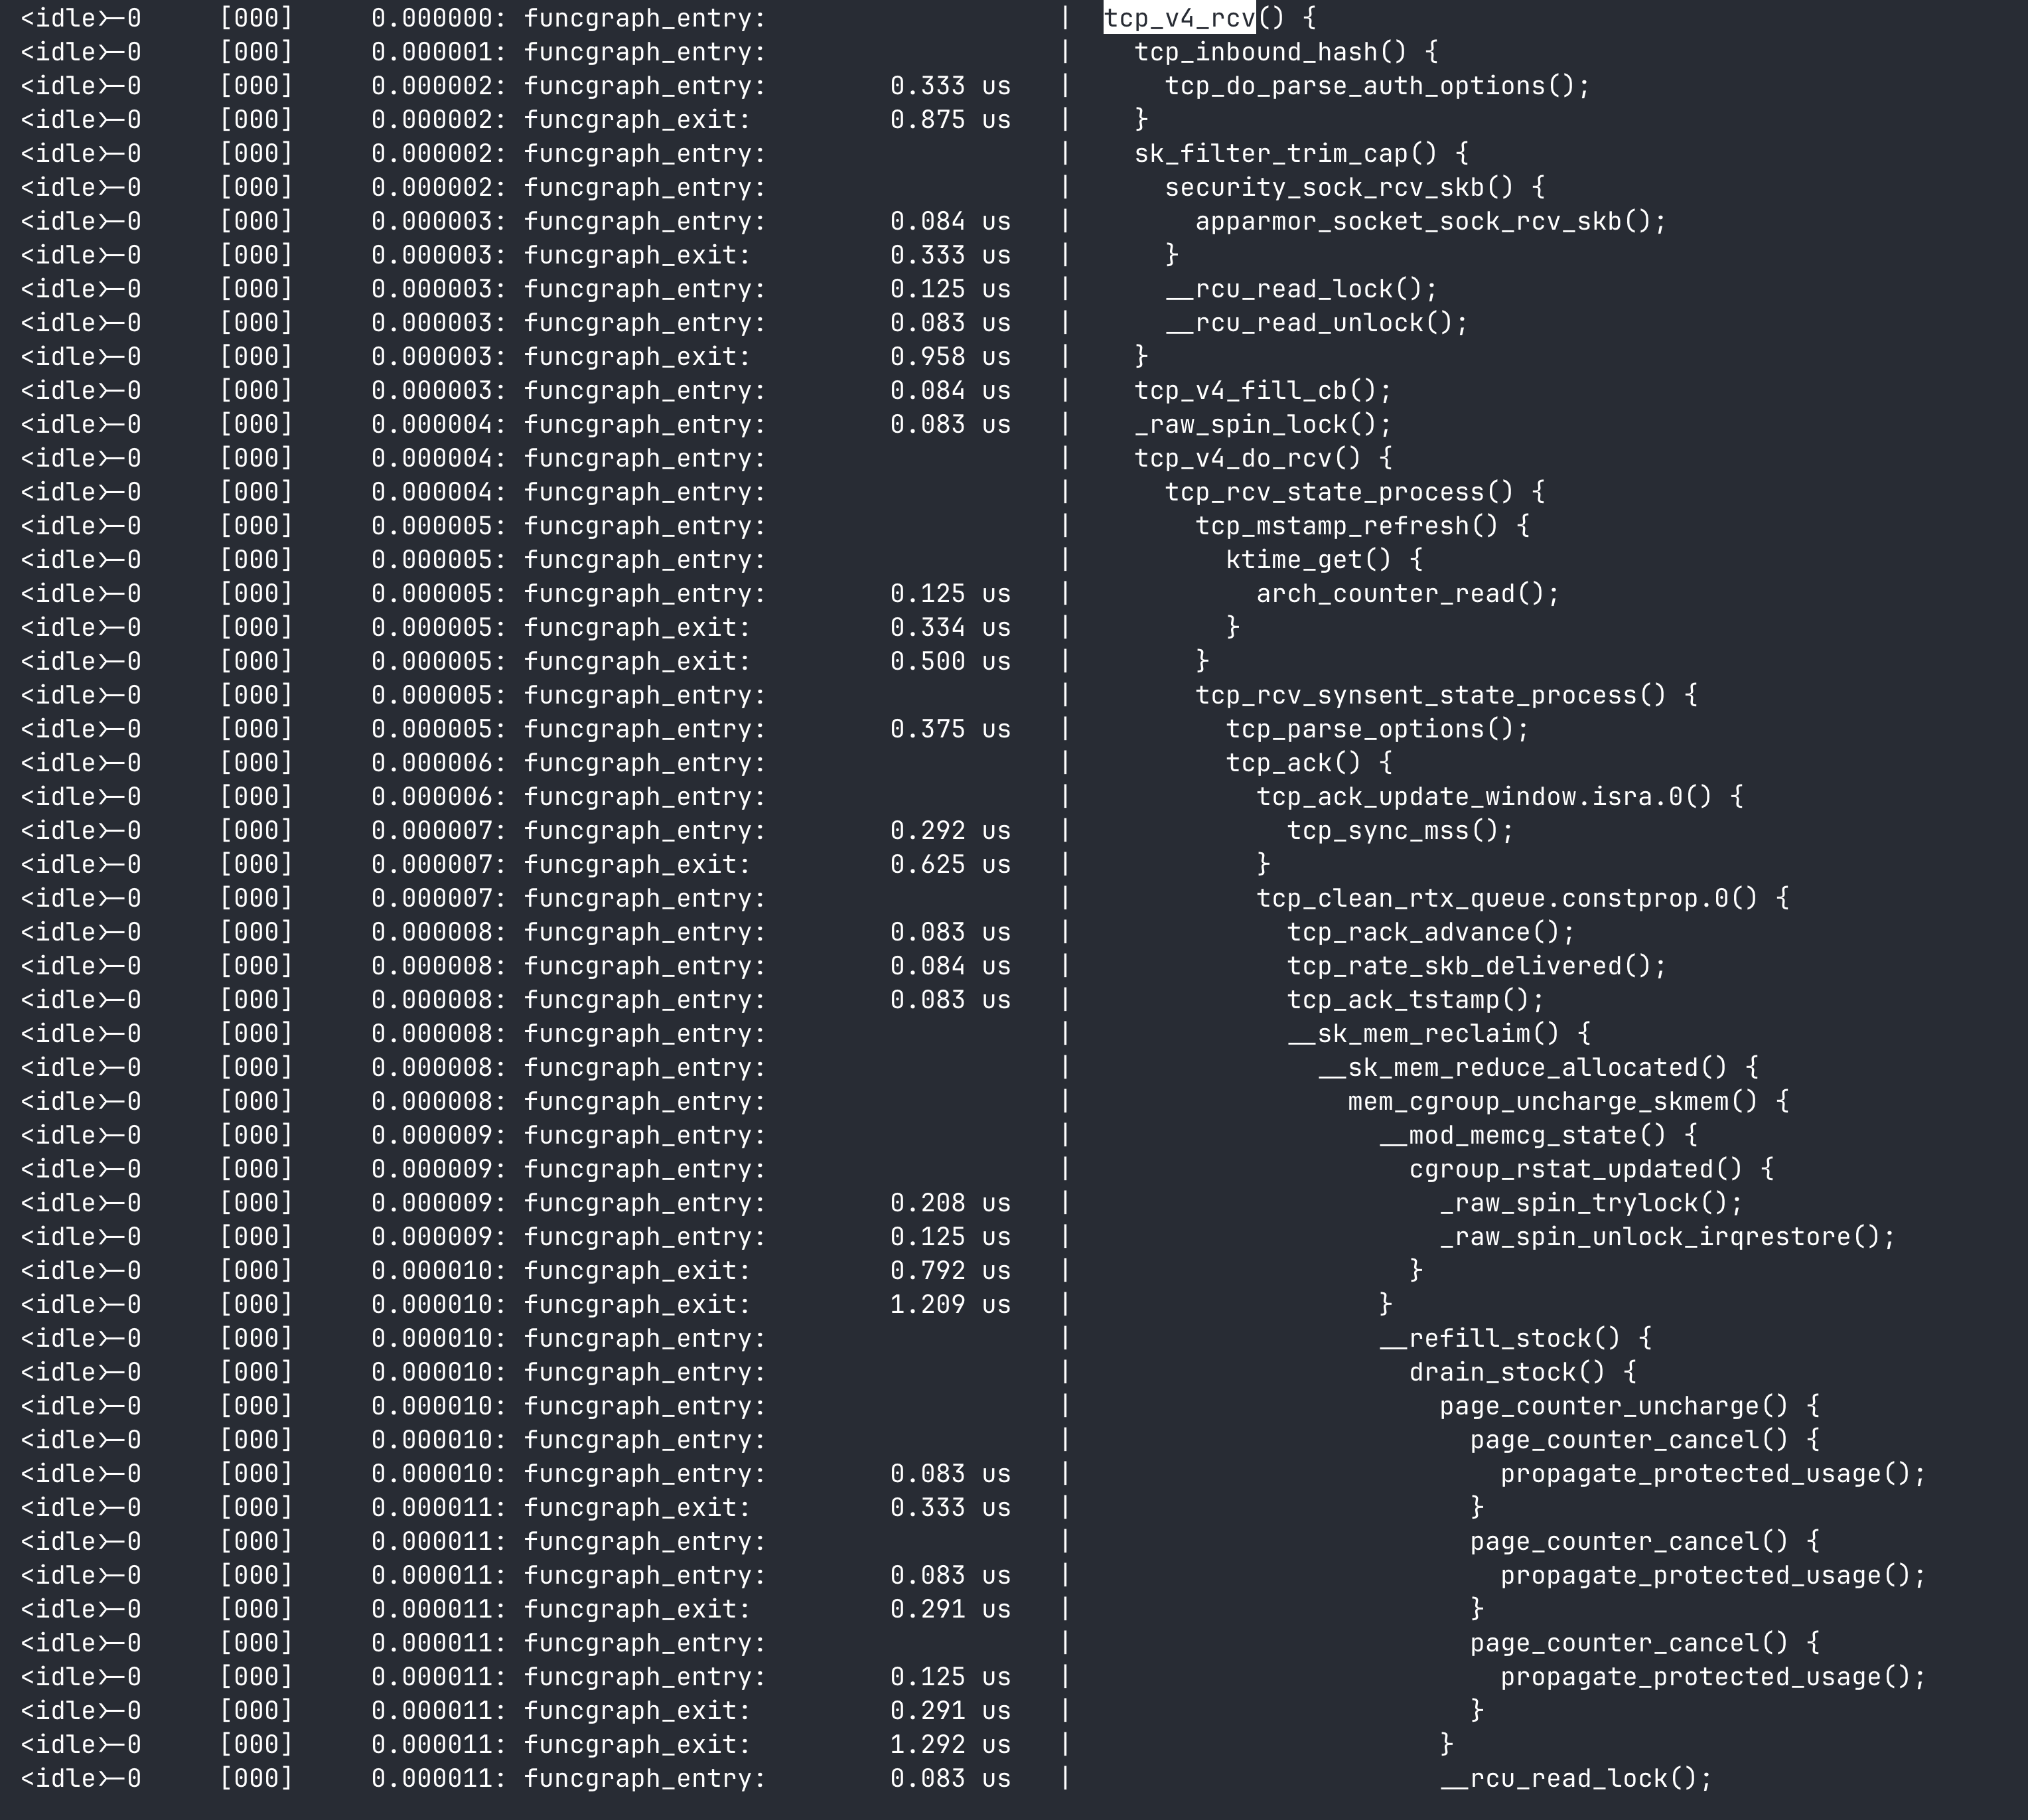 <idle>-0     [000]     0.000000: funcgraph_entry:                   |  tcp_v4_rcv() {
<idle>-0     [000]     0.000001: funcgraph_entry:                   |    tcp_inbound_hash() {
<idle>-0     [000]     0.000002: funcgraph_entry:        0.333 us   |      tcp_do_parse_auth_options();
<idle>-0     [000]     0.000002: funcgraph_exit:         0.875 us   |    }
<idle>-0     [000]     0.000002: funcgraph_entry:                   |    sk_filter_trim_cap() {
<idle>-0     [000]     0.000002: funcgraph_entry:                   |      security_sock_rcv_skb() {
<idle>-0     [000]     0.000003: funcgraph_entry:        0.084 us   |        apparmor_socket_sock_rcv_skb();
<idle>-0     [000]     0.000003: funcgraph_exit:         0.333 us   |      }
<idle>-0     [000]     0.000003: funcgraph_entry:        0.125 us   |      __rcu_read_lock();
<idle>-0     [000]     0.000003: funcgraph_entry:        0.083 us   |      __rcu_read_unlock();
<idle>-0     [000]     0.000003: funcgraph_exit:         0.958 us   |    }
<idle>-0     [000]     0.000003: funcgraph_entry:        0.084 us   |    tcp_v4_fill_cb();
<idle>-0     [000]     0.000004: funcgraph_entry:        0.083 us   |    _raw_spin_lock();
<idle>-0     [000]     0.000004: funcgraph_entry:                   |    tcp_v4_do_rcv() {
<idle>-0     [000]     0.000004: funcgraph_entry:                   |      tcp_rcv_state_process() {
<idle>-0     [000]     0.000005: funcgraph_entry:                   |        tcp_mstamp_refresh() {
<idle>-0     [000]     0.000005: funcgraph_entry:                   |          ktime_get() {
<idle>-0     [000]     0.000005: funcgraph_entry:        0.125 us   |            arch_counter_read();
<idle>-0     [000]     0.000005: funcgraph_exit:         0.334 us   |          }
<idle>-0     [000]     0.000005: funcgraph_exit:         0.500 us   |        }
<idle>-0     [000]     0.000005: funcgraph_entry:                   |        tcp_rcv_synsent_state_process() {
<idle>-0     [000]     0.000005: funcgraph_entry:        0.375 us   |          tcp_parse_options();
<idle>-0     [000]     0.000006: funcgraph_entry:                   |          tcp_ack() {
<idle>-0     [000]     0.000006: funcgraph_entry:                   |            tcp_ack_update_window.isra.0() {
<idle>-0     [000]     0.000007: funcgraph_entry:        0.292 us   |              tcp_sync_mss();
<idle>-0     [000]     0.000007: funcgraph_exit:         0.625 us   |            }
<idle>-0     [000]     0.000007: funcgraph_entry:                   |            tcp_clean_rtx_queue.constprop.0() {
<idle>-0     [000]     0.000008: funcgraph_entry:        0.083 us   |              tcp_rack_advance();
<idle>-0     [000]     0.000008: funcgraph_entry:        0.084 us   |              tcp_rate_skb_delivered();
<idle>-0     [000]     0.000008: funcgraph_entry:        0.083 us   |              tcp_ack_tstamp();
<idle>-0     [000]     0.000008: funcgraph_entry:                   |              __sk_mem_reclaim() {
<idle>-0     [000]     0.000008: funcgraph_entry:                   |                __sk_mem_reduce_allocated() {
<idle>-0     [000]     0.000008: funcgraph_entry:                   |                  mem_cgroup_uncharge_skmem() {
<idle>-0     [000]     0.000009: funcgraph_entry:                   |                    __mod_memcg_state() {
<idle>-0     [000]     0.000009: funcgraph_entry:                   |                      cgroup_rstat_updated() {
<idle>-0     [000]     0.000009: funcgraph_entry:        0.208 us   |                        _raw_spin_trylock();
<idle>-0     [000]     0.000009: funcgraph_entry:        0.125 us   |                        _raw_spin_unlock_irqrestore();
<idle>-0     [000]     0.000010: funcgraph_exit:         0.792 us   |                      }
<idle>-0     [000]     0.000010: funcgraph_exit:         1.209 us   |                    }
<idle>-0     [000]     0.000010: funcgraph_entry:                   |                    __refill_stock() {
<idle>-0     [000]     0.000010: funcgraph_entry:                   |                      drain_stock() {
<idle>-0     [000]     0.000010: funcgraph_entry:                   |                        page_counter_uncharge() {
<idle>-0     [000]     0.000010: funcgraph_entry:                   |                          page_counter_cancel() {
<idle>-0     [000]     0.000010: funcgraph_entry:        0.083 us   |                            propagate_protected_usage();
<idle>-0     [000]     0.000011: funcgraph_exit:         0.333 us   |                          }
<idle>-0     [000]     0.000011: funcgraph_entry:                   |                          page_counter_cancel() {
<idle>-0     [000]     0.000011: funcgraph_entry:        0.083 us   |                            propagate_protected_usage();
<idle>-0     [000]     0.000011: funcgraph_exit:         0.291 us   |                          }
<idle>-0     [000]     0.000011: funcgraph_entry:                   |                          page_counter_cancel() {
<idle>-0     [000]     0.000011: funcgraph_entry:        0.125 us   |                            propagate_protected_usage();
<idle>-0     [000]     0.000011: funcgraph_exit:         0.291 us   |                          }
<idle>-0     [000]     0.000011: funcgraph_exit:         1.292 us   |                        }
<idle>-0     [000]     0.000011: funcgraph_entry:        0.083 us   |                        __rcu_read_lock();